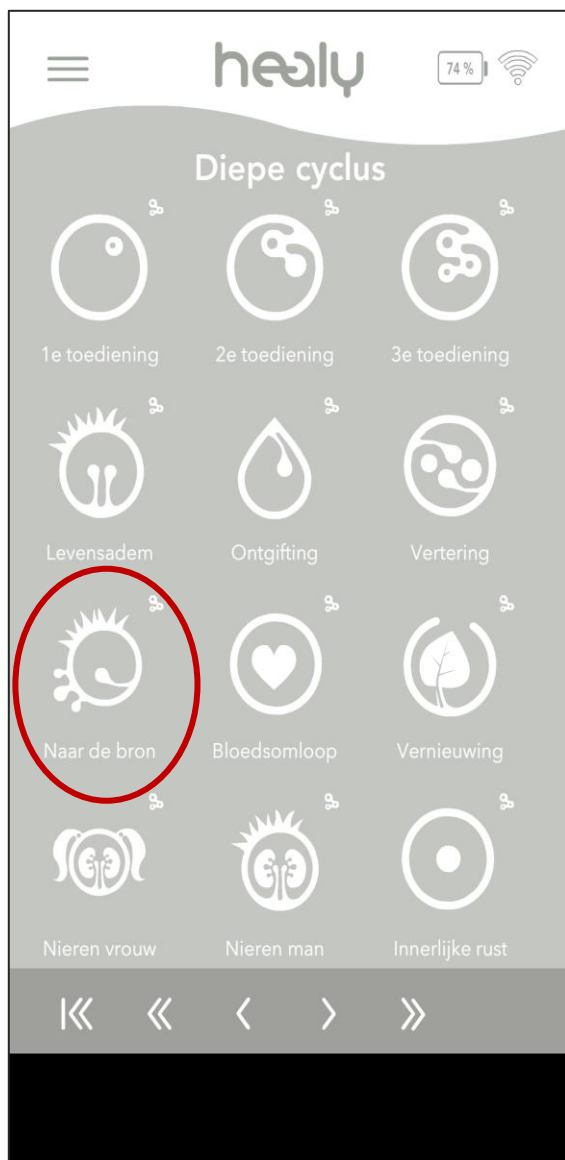 healy
74 %
Diepe cyclus
1e toediening 2e toediening 3e toediening
Levensadem Ontgifting Vertering
Naar de bron Bloedsomloop Vernieuwing
Nieren vrouw Nieren man Innerlijke rust